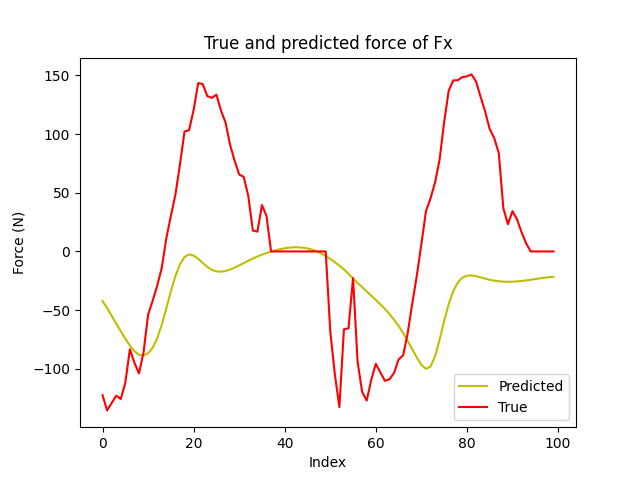 True and predicted force of Fx
Force (N)
150
100
50
0
−50
−100
0 20 40 60 80 100
Index
Predicted
True